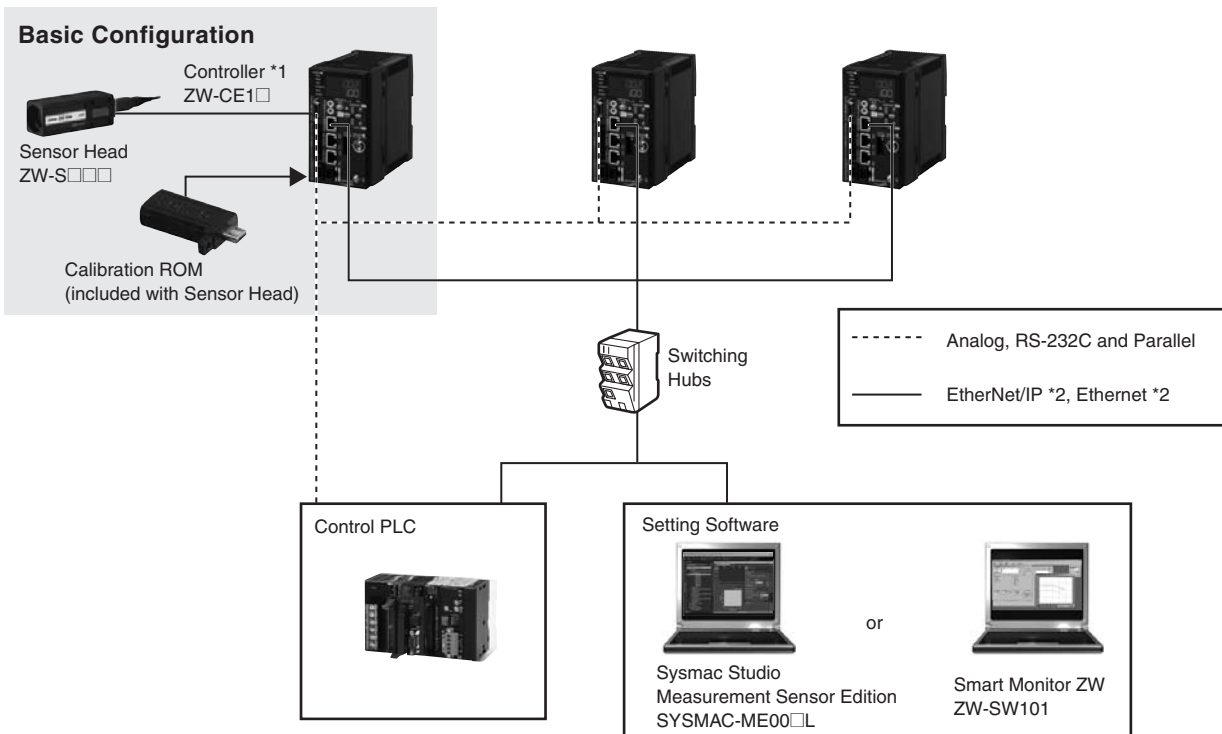 Basic Configuration
Controller *1
ZW-CE1□
Sensor Head
ZW-S□□□
Calibration ROM
(included with Sensor Head)
Switching
Hubs
Analog, RS-232C and Parallel
EtherNet/IP *2, Ethernet *2
Control PLC
Setting Software
or
Sysmac Studio
Measurement Sensor Edition
SYSMAC-ME00□L
Smart Monitor ZW
ZW-SW101